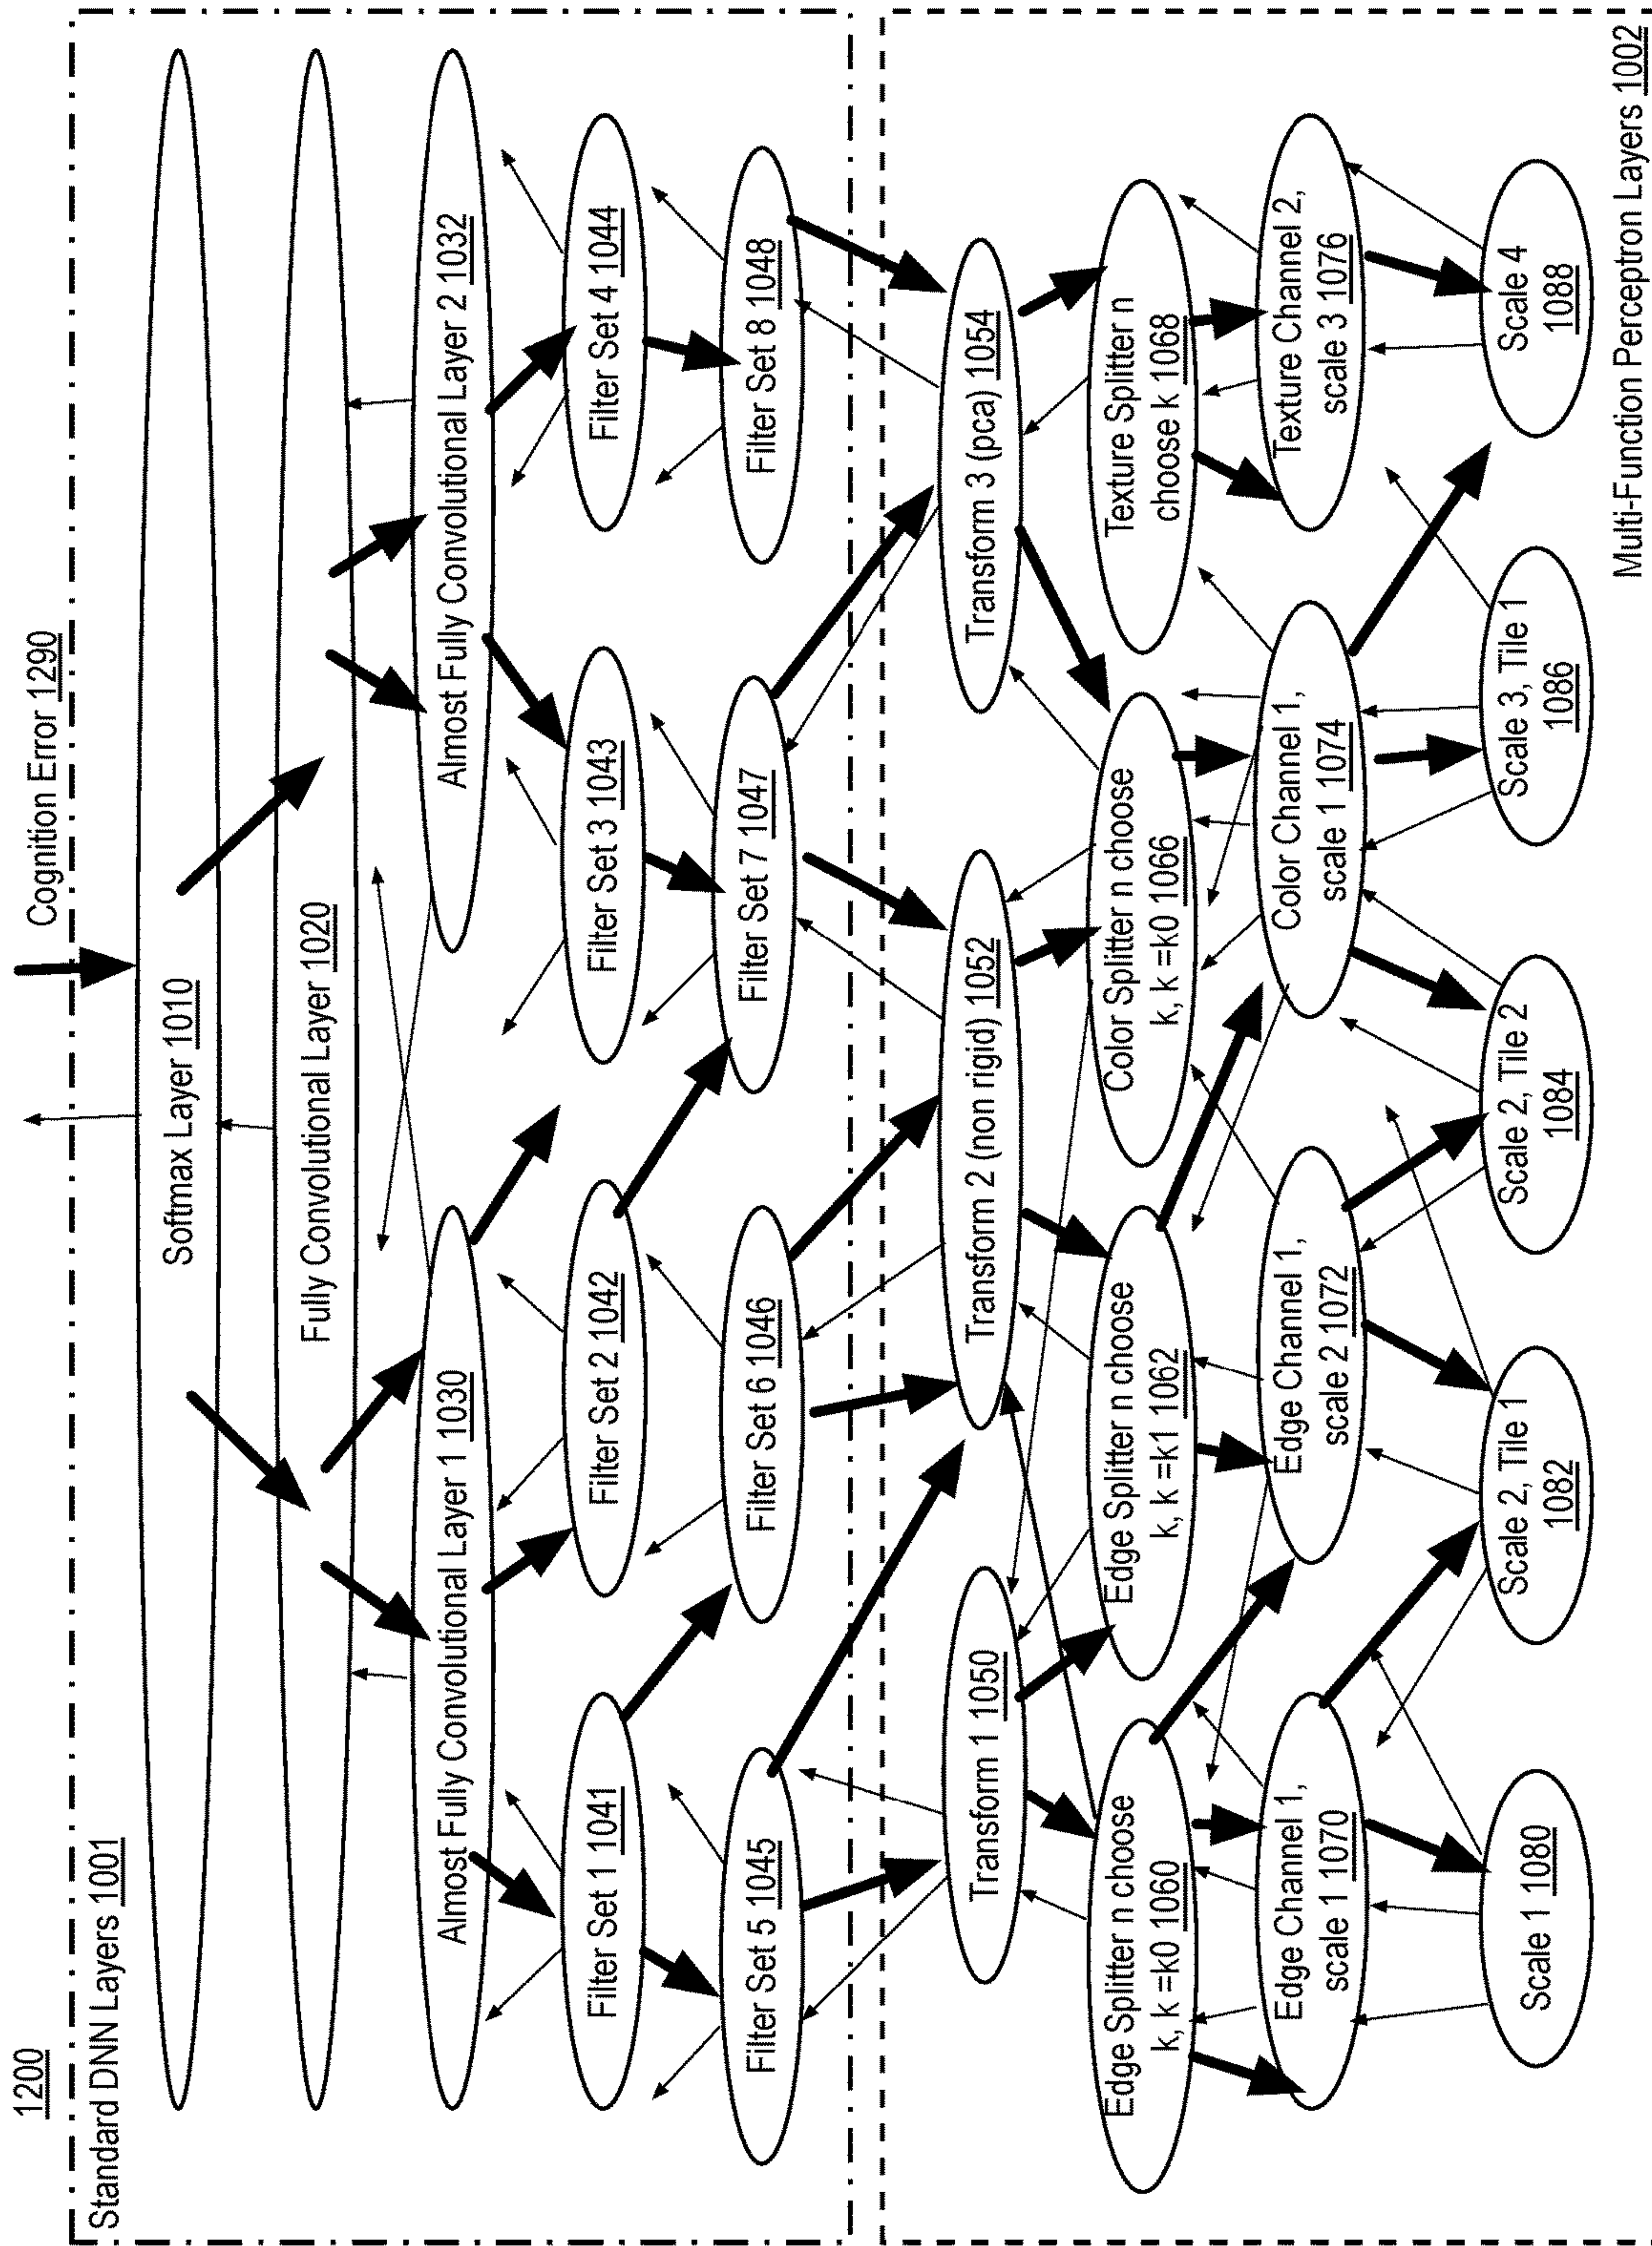 1200
Cognition Error 1290
Standard DNN Layers 1001
Softmax Layer 1010
Fully Convolutional Layer 1020
Almost Fully Convolutional Layer 1 1030
Almost Fully Convolutional Layer 2 1032
Filter Set 1 1041
Filter Set 2 1042
Filter Set 3 1043
Filter Set 4 1044
Filter Set 5 1045
Filter Set 6 1046
Filter Set 7 1047
Filter Set 8 1048
Transform 1 1050
Transform 2 (non rigid) 1052
Transform 3 (pca) 1054
Edge Splitter n choose
k, k =k0 1060
Edge Splitter n choose
k, k =k1 1062
Color Splitter n choose
k, k =k0 1066
Texture Splitter n
choose k 1068
Edge Channel 1,
scale 1 1070
Edge Channel 1,
scale 2 1072
Color Channel 1,
scale 1 1074
Texture Channel 2,
scale 3 1076
Scale 1 1080
Scale 2, Tile 1
1082
Scale 2, Tile 2
1084
Scale 3, Tile 1
1086
Scale 4
1088
Multi-Function Perceptron Layers 1002